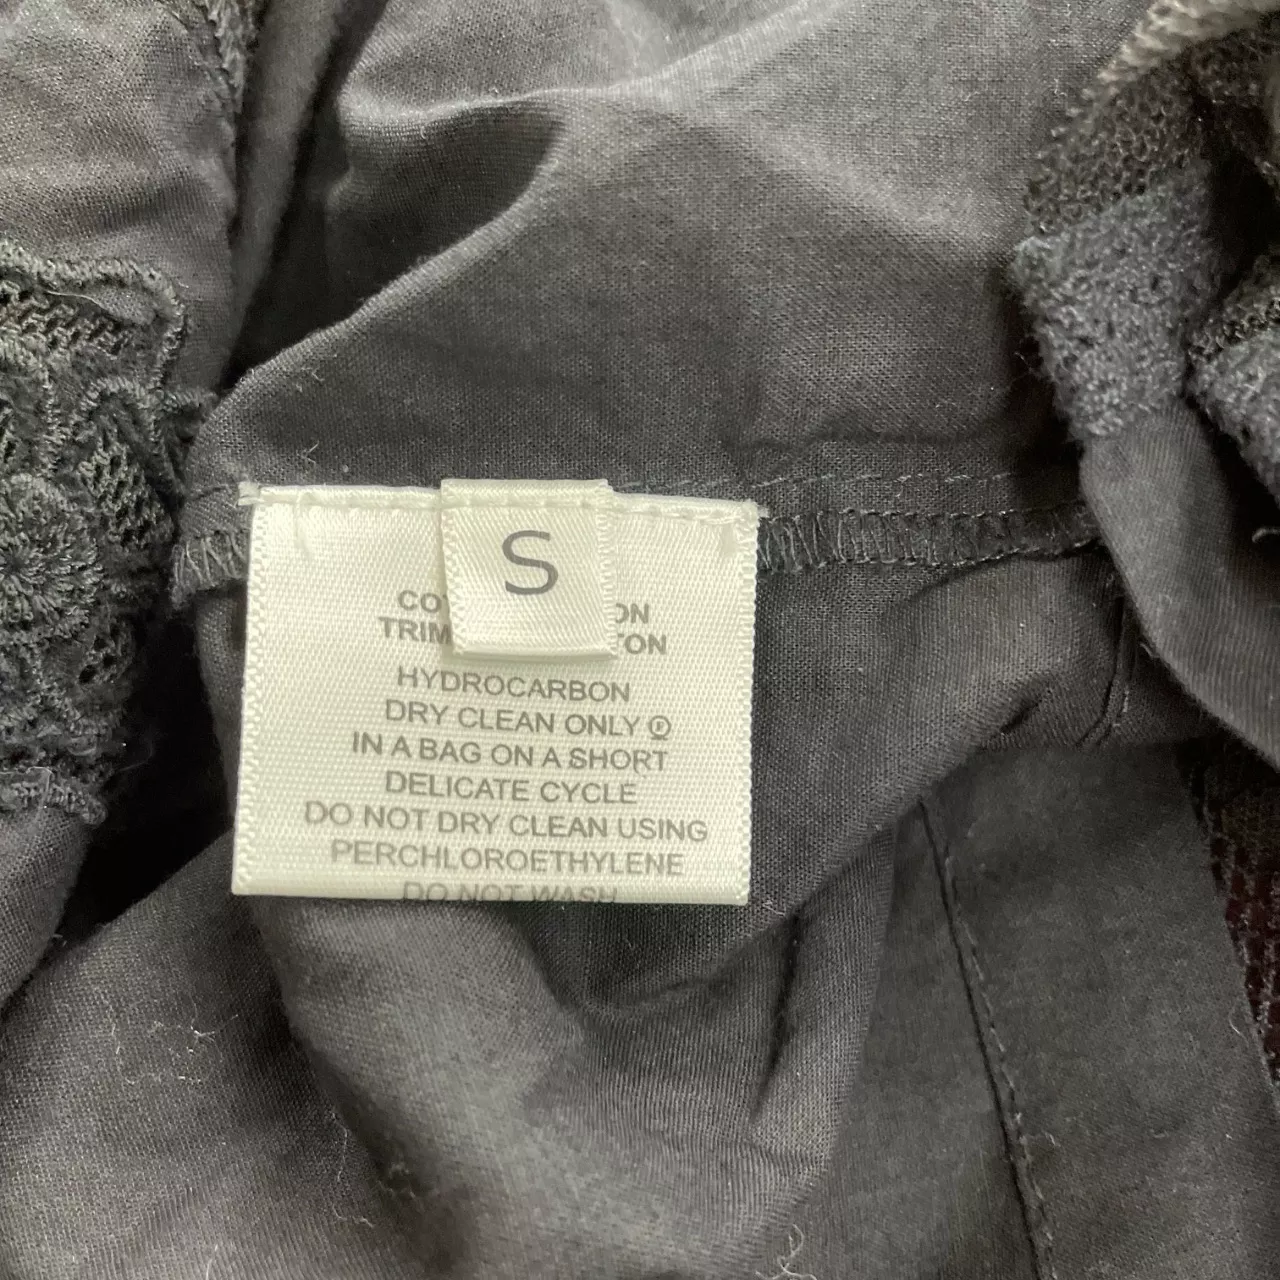 S
HYDROCARBON
DRY CLEAN ONLY Ⓟ
IN A BAG ON A SHORT
DELICATE CYCLE
DO NOT DRY CLEAN USING
PERCHLOROETHYLENE
DO NOT WASH